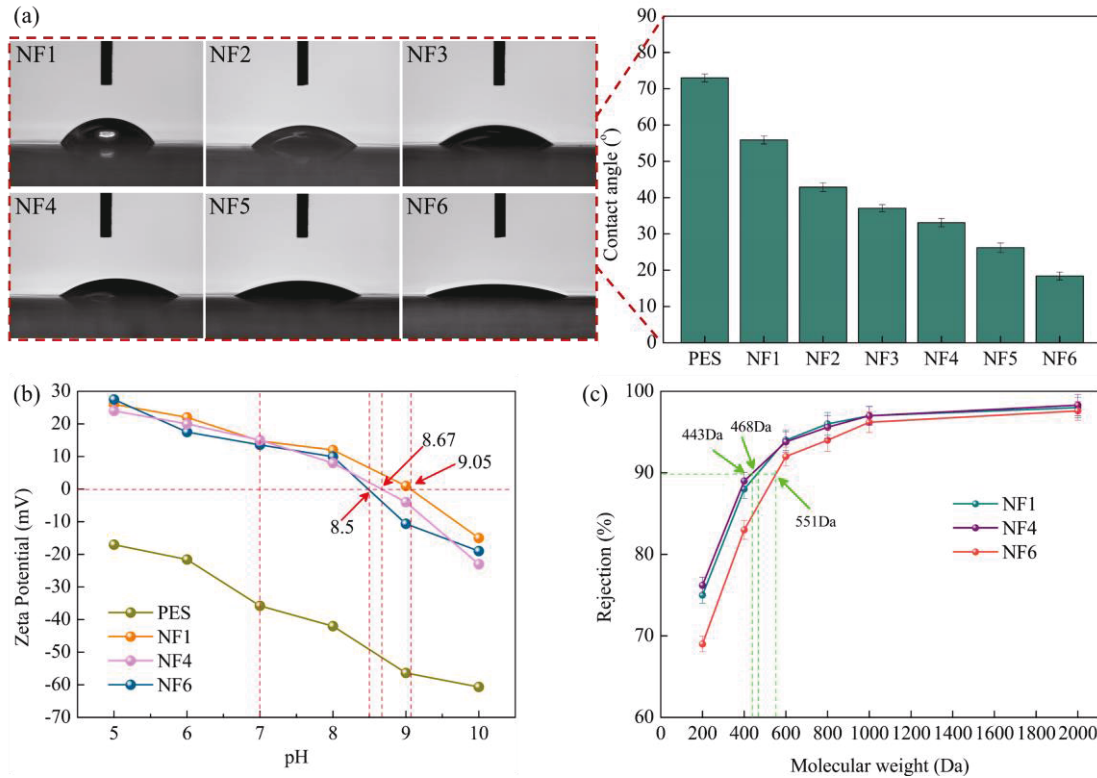 (a)
NF1
NF2
NF3
NF4
NF5
NF6
Contact angle (°)
90
80
70
60
50
40
30
20
10
0
PES
NF1
NF2
NF3
NF4
NF5
NF6
(b)
Zeta Potential (mV)
30
20
10
0
-10
-20
-30
-40
-50
-60
-70
8.67
9.05
8.5
PES
NF1
NF4
NF6
5
6
7
8
9
10
pH
(c)
Rejection (%)
100
90
80
70
60
443Da
468Da
551Da
NF1
NF4
NF6
0
200
400
600
800
1000
1200
1400
1600
1800
2000
Molecular weight (Da)